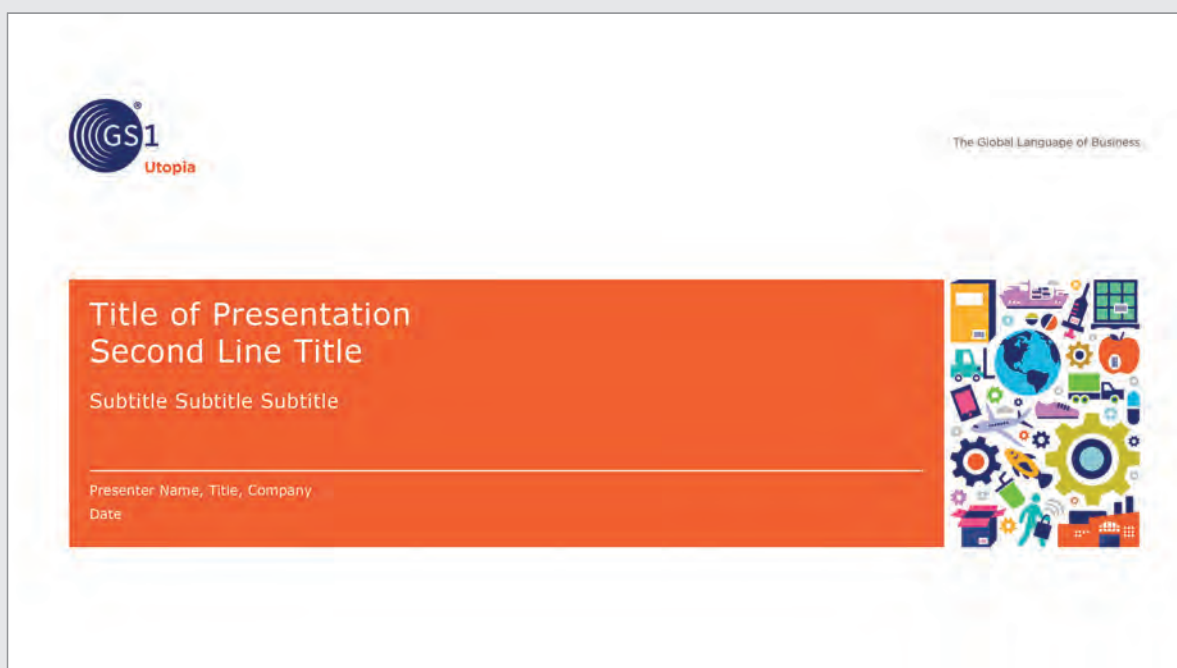 GS1
®
Utopia
The Global Language of Business
Title of Presentation
Second Line Title
Subtitle Subtitle Subtitle
Presenter Name, Title, Company
Date